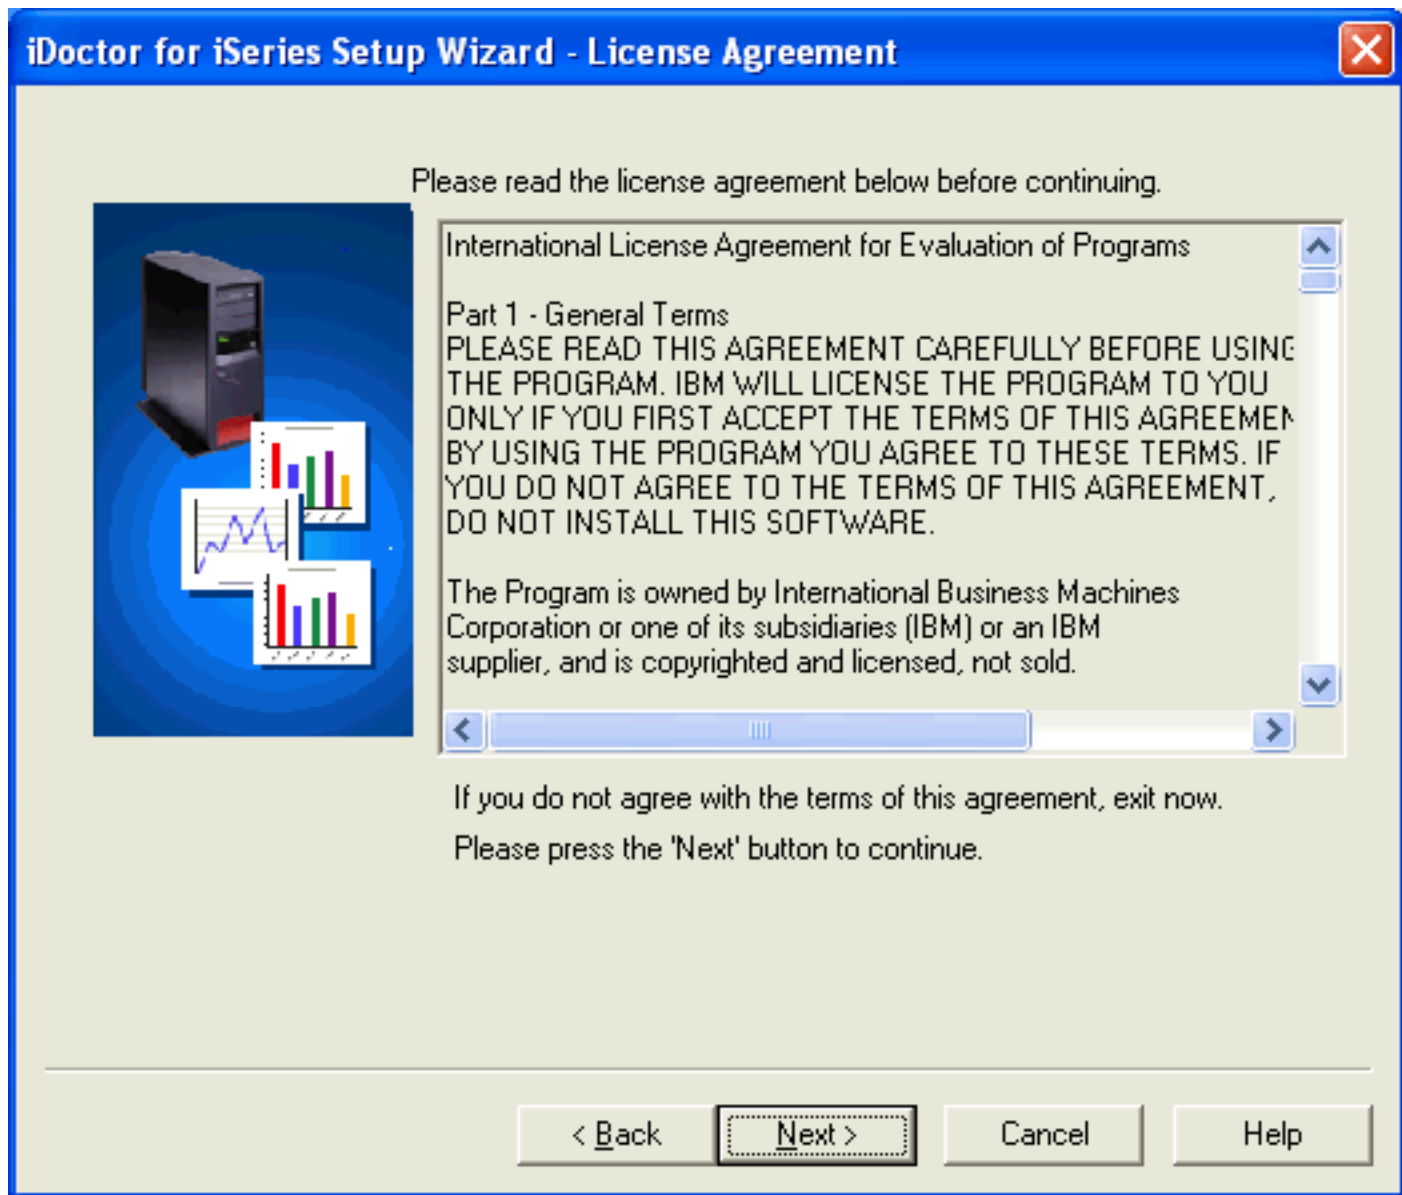 iDoctor for iSeries Setup Wizard - License Agreement
Please read the license agreement below before continuing.
International License Agreement for Evaluation of Programs
Part 1 - General Terms
PLEASE READ THIS AGREEMENT CAREFULLY BEFORE USING
THE PROGRAM. IBM WILL LICENSE THE PROGRAM TO YOU
ONLY IF YOU FIRST ACCEPT THE TERMS OF THIS AGREEMEN
BY USING THE PROGRAM YOU AGREE TO THESE TERMS. IF
YOU DO NOT AGREE TO THE TERMS OF THIS AGREEMENT,
DO NOT INSTALL THIS SOFTWARE.
The Program is owned by International Business Machines
Corporation or one of its subsidiaries (IBM) or an IBM
supplier, and is copyrighted and licensed, not sold.
If you do not agree with the terms of this agreement, exit now.
Please press the 'Next' button to continue.
< Back
Next >
Cancel
Help